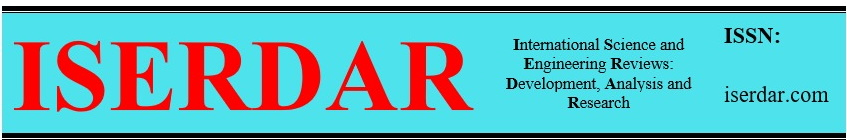 ISERDAR
International Science and
Engineering Reviews:
Development, Analysis and
Research
ISSN:
iserdar.com